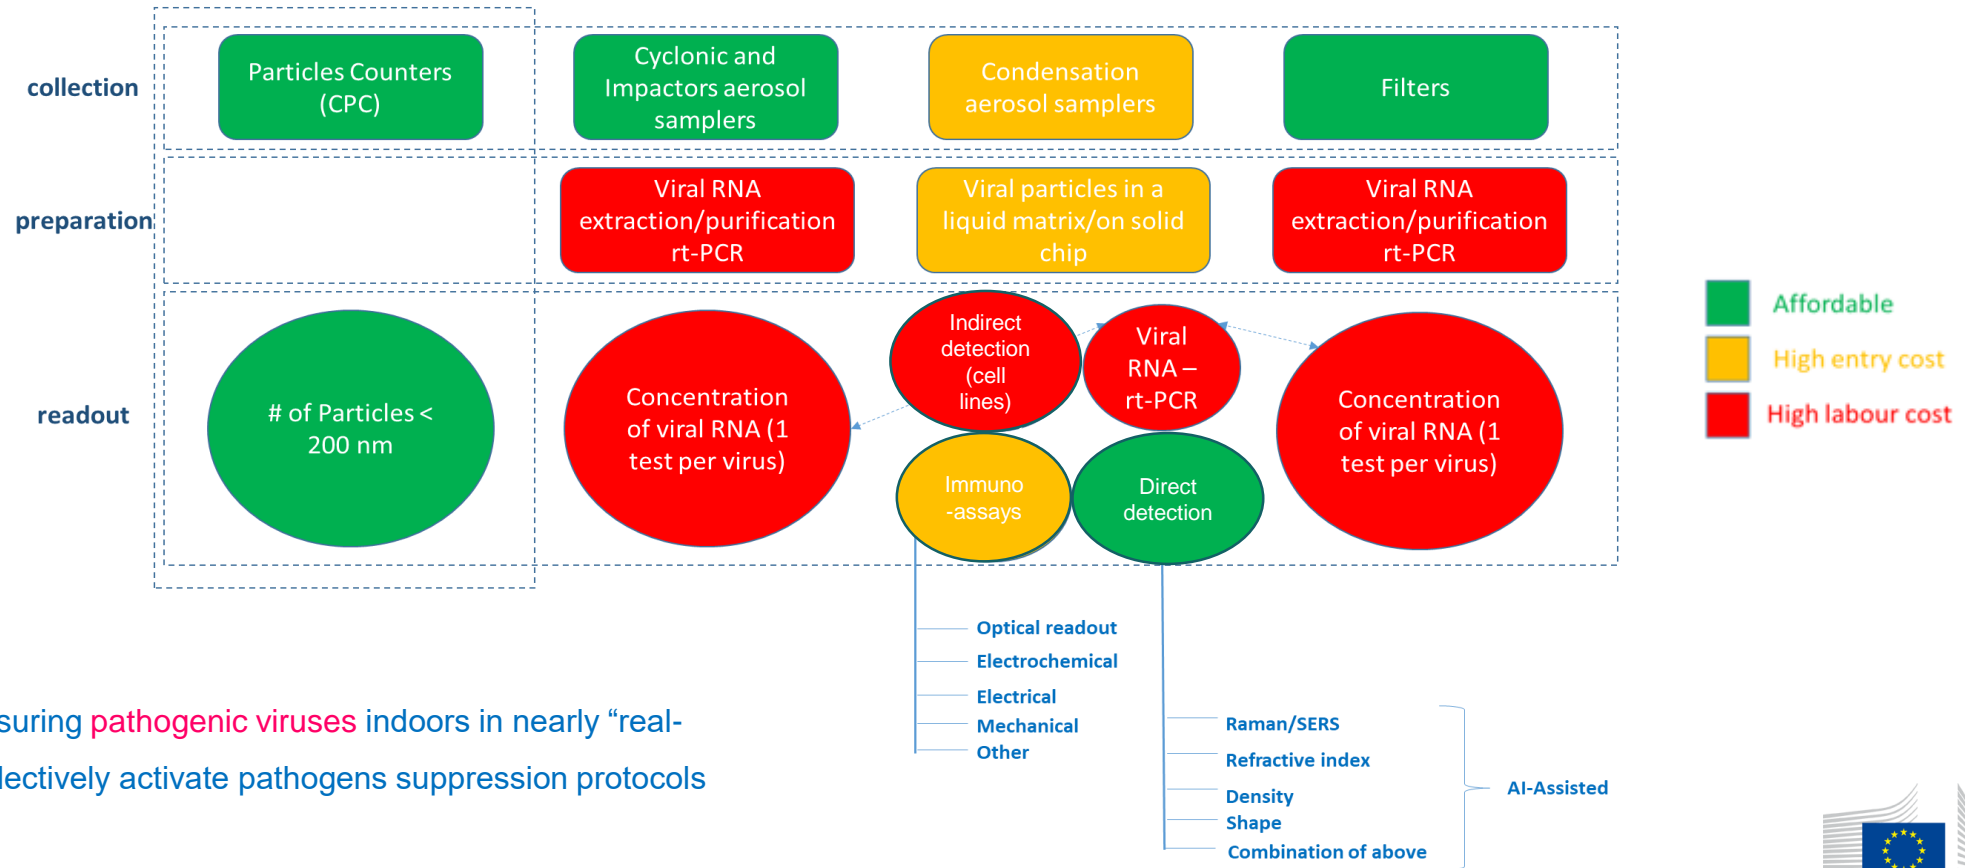 collection
Particles Counters
(CPC)
Cyclonic and
Impactors aerosol
samplers
Condensation
aerosol samplers
Filters
preparation
Viral RNA
extraction/purification
rt-PCR
Viral particles in a
liquid matrix/on solid
chip
Viral RNA
extraction/purification
rt-PCR
readout
# of Particles <
200 nm
Concentration
of viral RNA (1
test per virus)
Indirect
detection
(cell
lines)
Viral
RNA –
rt-PCR
Immuno
-assays
Direct
detection
Concentration
of viral RNA (1
test per virus)
Affordable
High entry cost
High labour cost
Optical readout
Electrochemical
Electrical
Mechanical
Other
Raman/SERS
Refractive index
Density
Shape
Combination of above
AI-Assisted
suring pathogenic viruses indoors in nearly “real-
lectively activate pathogens suppression protocols